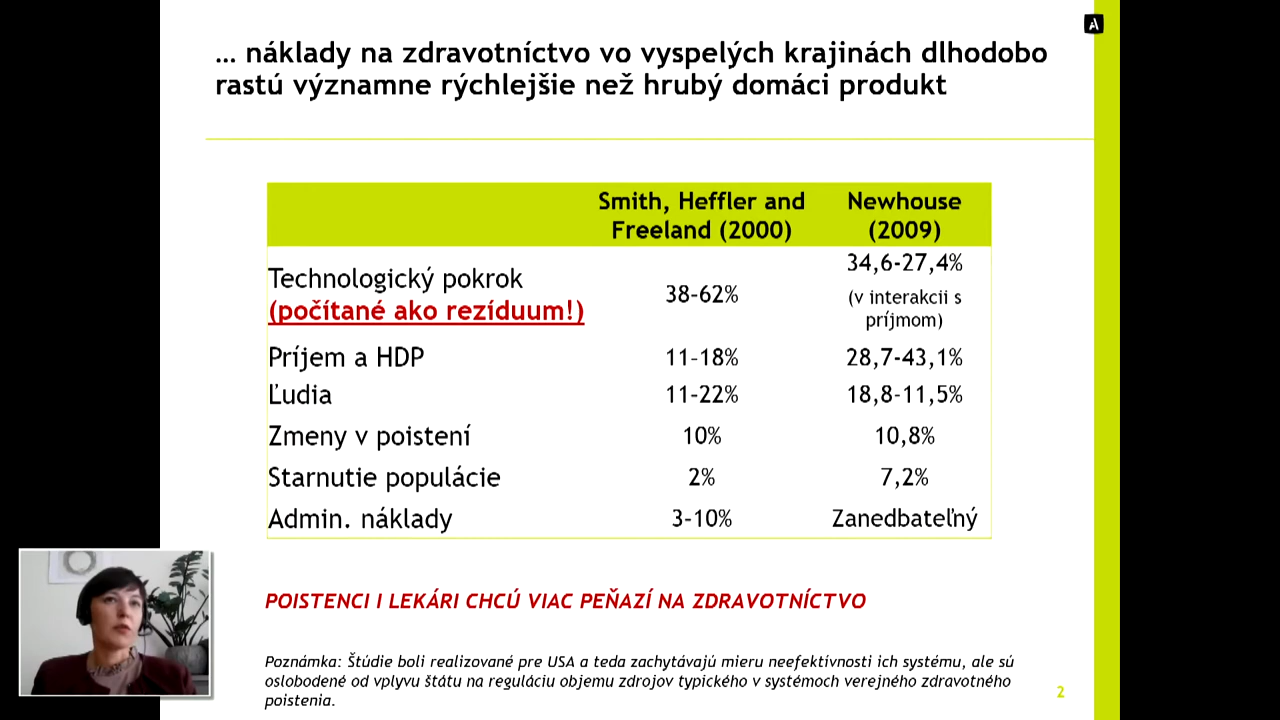 A
… náklady na zdravotníctvo vo vyspelých krajinách dlhodobo
rastú významne rýchlejšie než hrubý domáci produkt
Smith, Heffler and Freeland (2000)
Newhouse (2009)
Technologický pokrok
(počítané ako rezíduum!)
38-62%
34,6-27,4%
(v interakcii s
príjmom)
Príjem a HDP 11-18% 28,7-43,1%
Ľudia 11-22% 18,8-11,5%
Zmeny v poistení 10% 10,8%
Starnutie populácie 2% 7,2%
Admin. náklady 3-10% Zanedbateľný
POISTENCI I LEKÁRI CHCÚ VIAC PEŇAZÍ NA ZDRAVOTNÍCTVO
Poznámka: Štúdie boli realizované pre USA a teda zachytávajú mieru neefektívnosti ich systému, ale sú
oslobodené od vplyvu štátu na reguláciu objemu zdrojov typického v systémoch verejného zdravotného
poistenia.
2